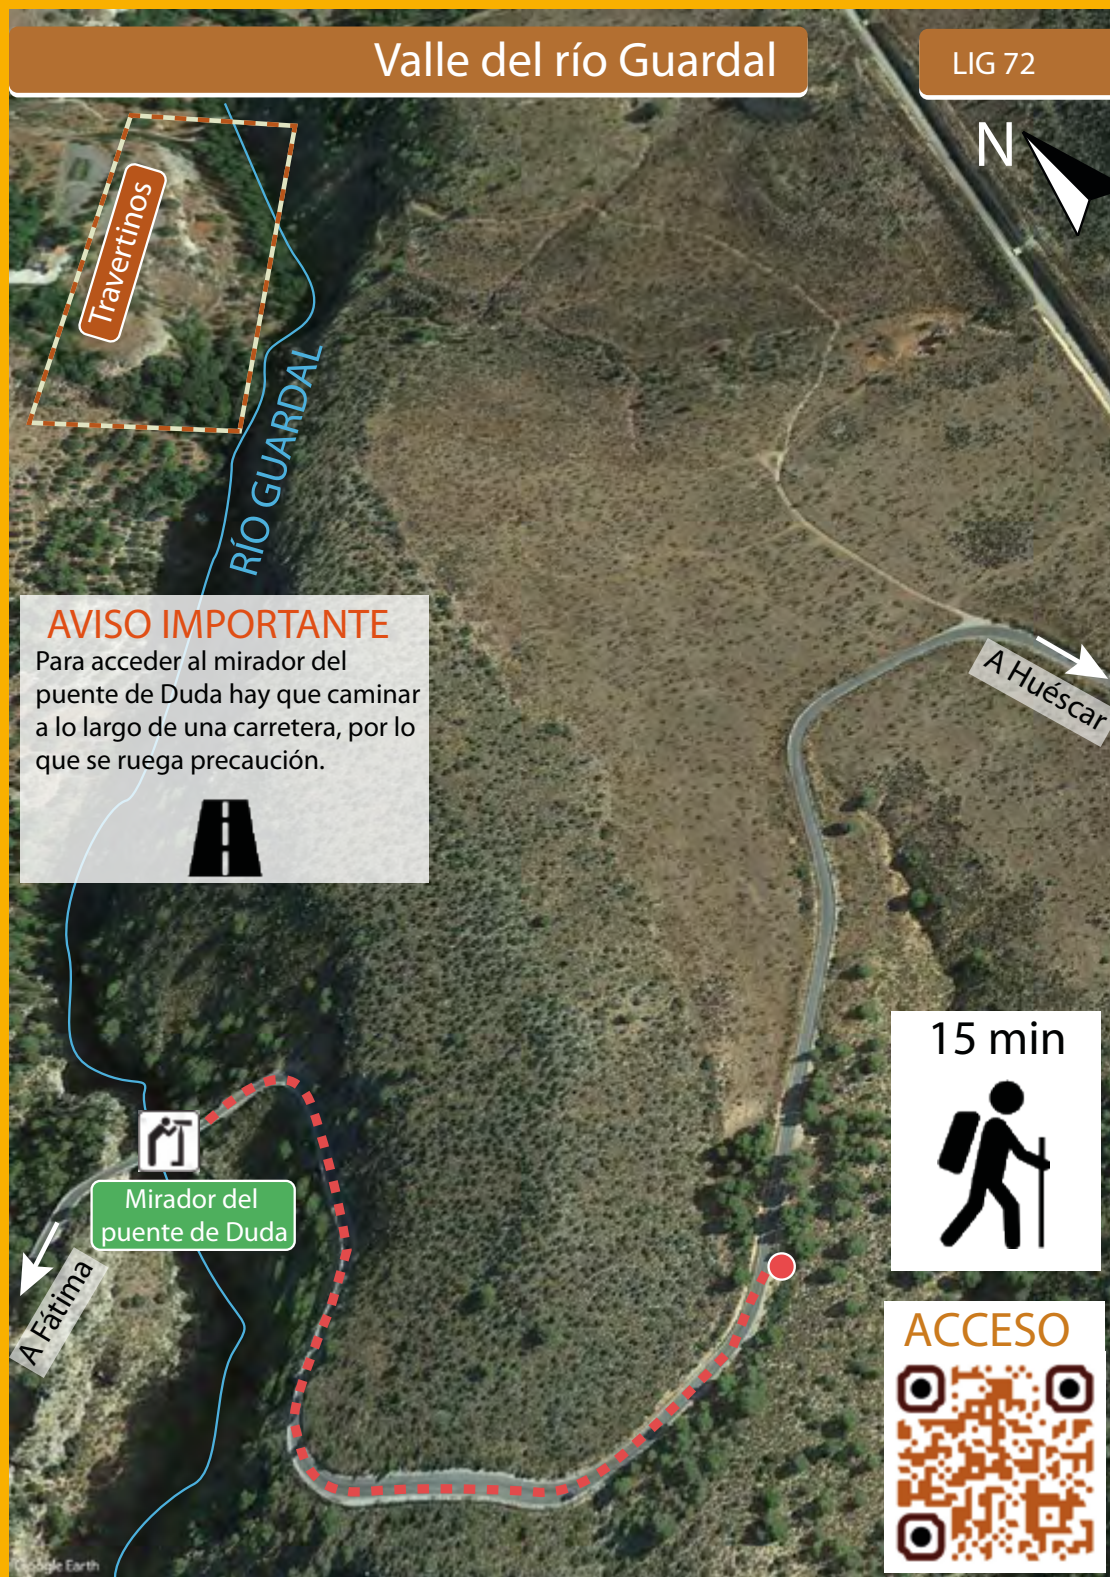 Valle del río Guardal
LIG 72
N
Travertinos
RÍO GUARDAL
AVISO IMPORTANTE
Para acceder al mirador del
puente de Duda hay que caminar
a lo largo de una carretera, por lo
que se ruega precaución.
A Huéscar
15 min
Mirador del
puente de Duda
A Fátima
ACCESO
Google Earth